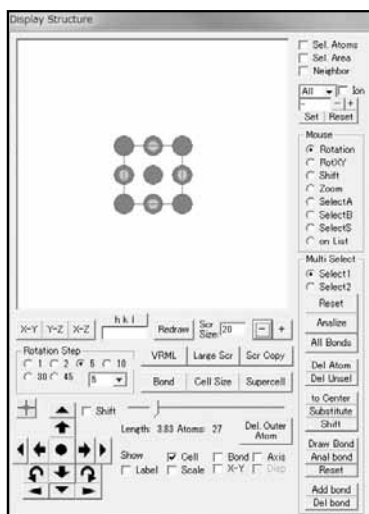 Display Structure
Sel. Atoms
Sel. Area
Neighbor
All Ion
- - +
Set Reset
Mouse
Rotation
RotXY
Shift
Zoom
SelectA
SelectB
SelectS
on List
Multi Select
Select1
Select2
Reset
Analize
All Bonds
Del Atom
Del Unsel
to Center
Substitute
Shift
Draw Bond
Anal bond
Reset
Add bond
Del bond
h k l
X-Y Y-Z X-Z Redraw Scr Size: 20 - +
Rotation Step
1 2 5 10
30 45 5
VRML Large Scr Scr Copy
Bond Cell Size Supercell
Shift
Length: 3.83 Atoms: 27 Del. Outer Atom
Show Cell Bond Axis
Label Scale X-Y Disp